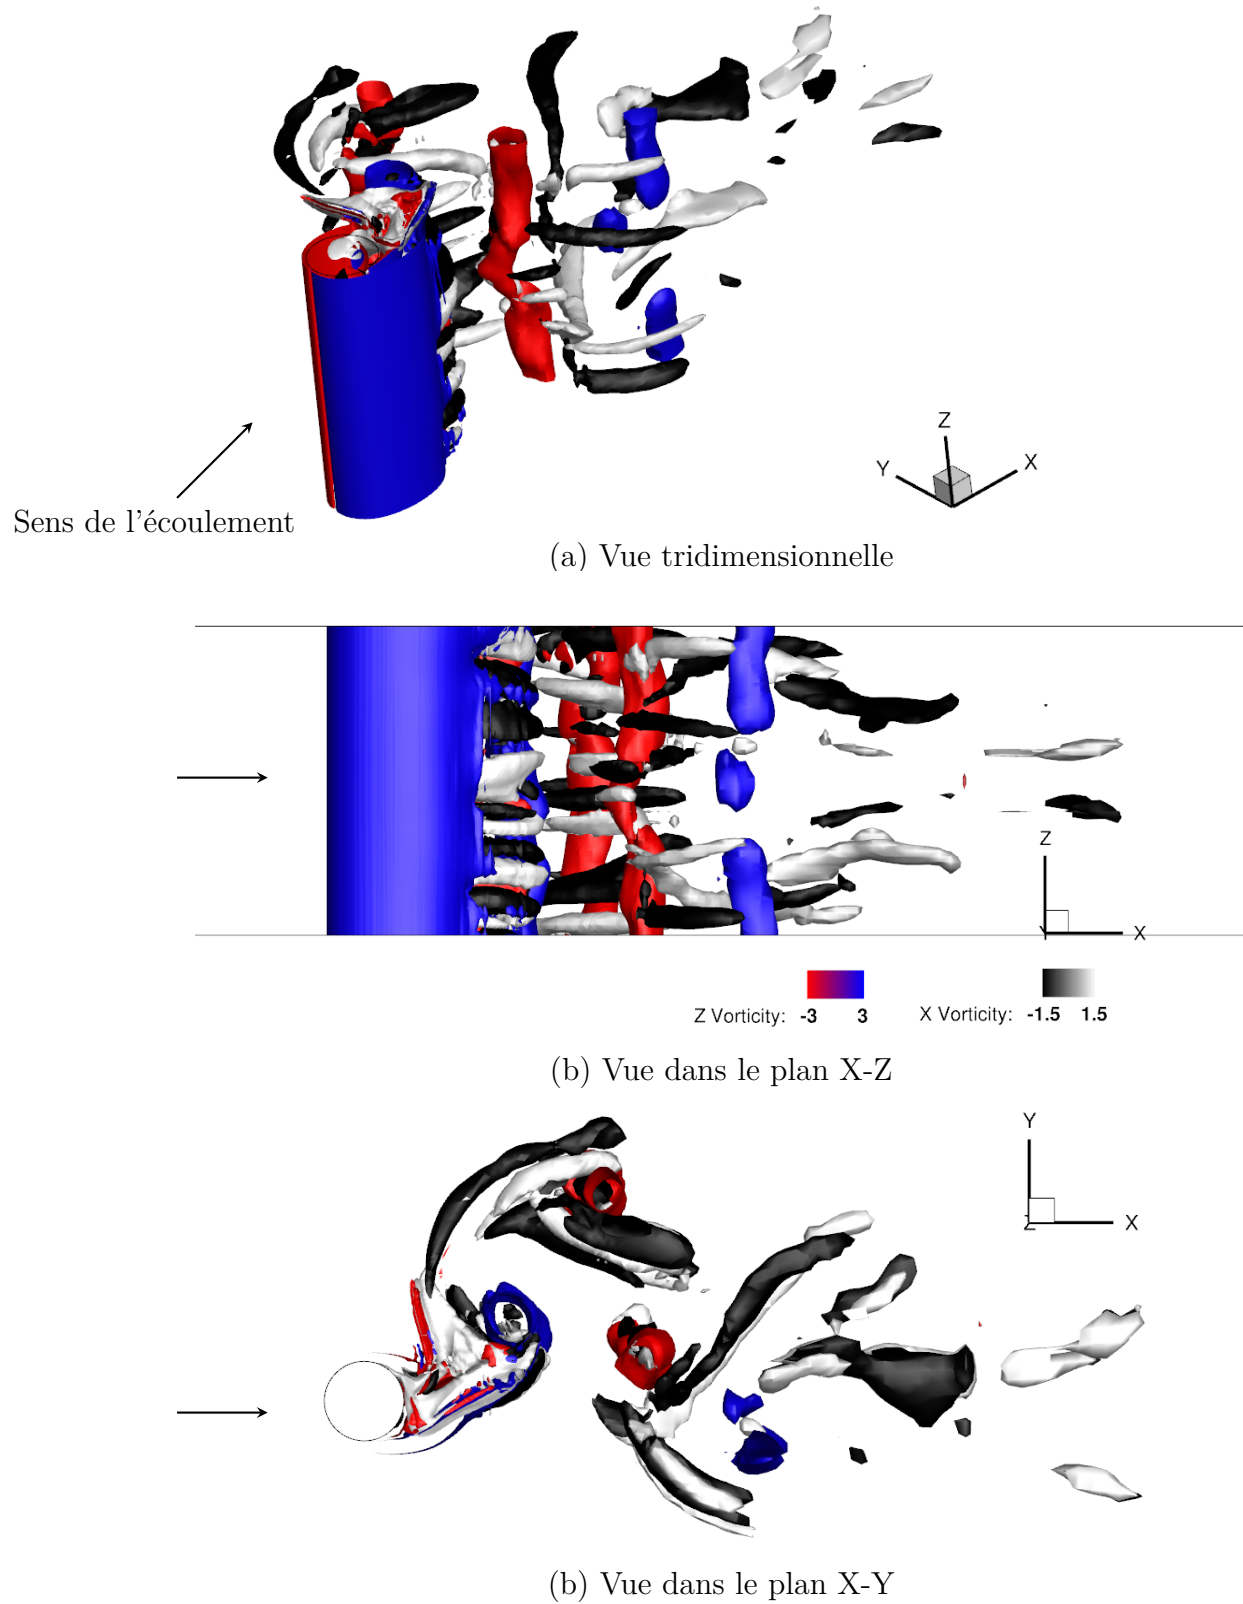 Z
Y
X
Sens de l'écoulement
(a) Vue tridimensionnelle
Z
Y
X
Z Vorticity: -3 3
X Vorticity: -1.5 1.5
(b) Vue dans le plan X-Z
Y
Z
X
(b) Vue dans le plan X-Y